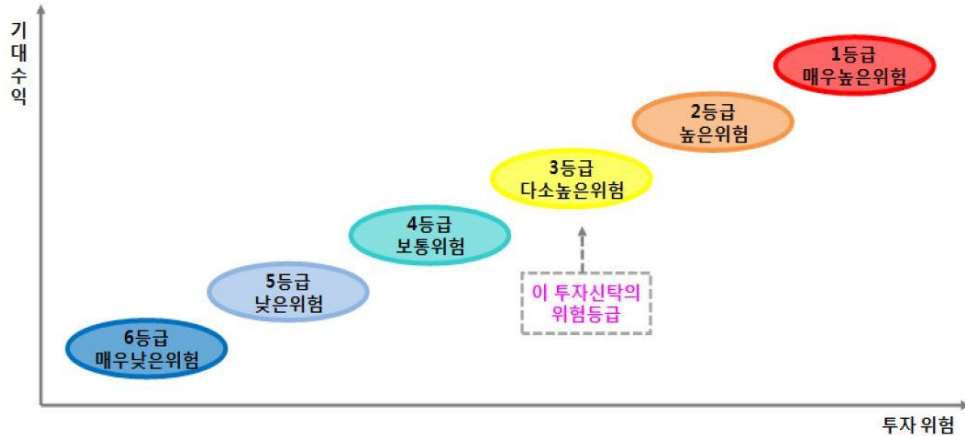 기대수익
1등급
매우높은위험
2등급
높은위험
3등급
다소높은위험
4등급
보통위험
이 투자신탁의
위험등급
5등급
낮은위험
6등급
매우낮은위험
투자 위험